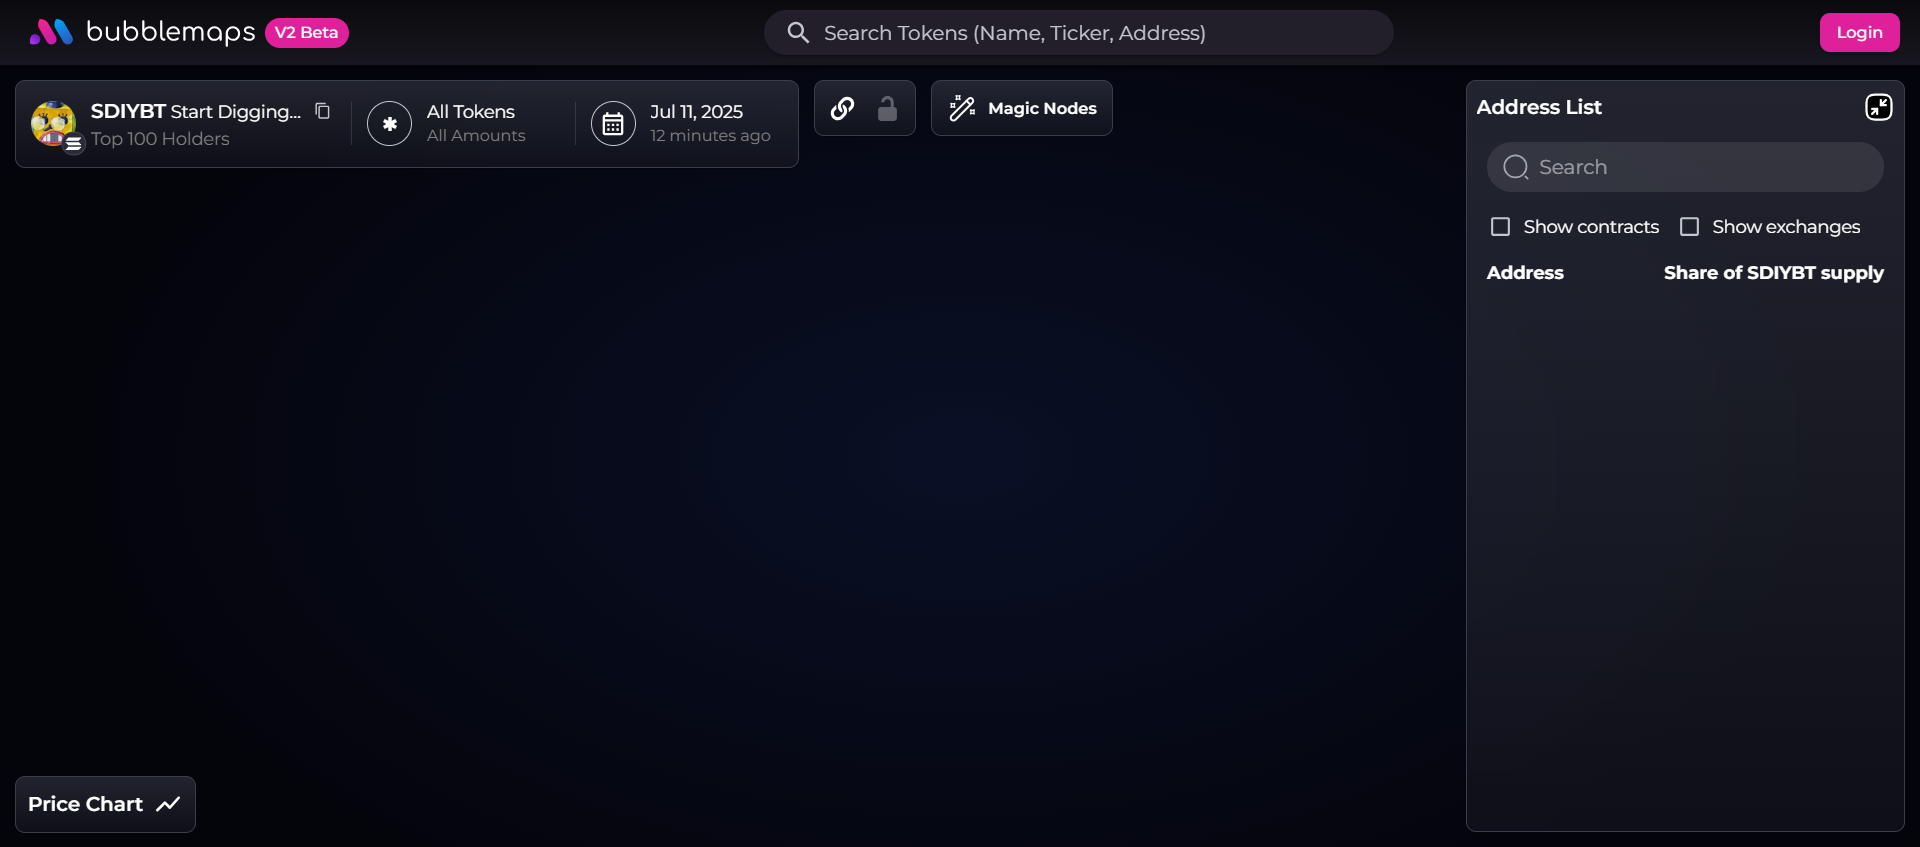 bubblemaps V2 Beta
Search Tokens (Name, Ticker, Address)
Login
SDIYBT Start Digging...
Top 100 Holders
All Tokens
All Amounts
Jul 11, 2025
12 minutes ago
Magic Nodes
Address List
Search
Show contracts Show exchanges
Address Share of SDIYBT supply
Price Chart